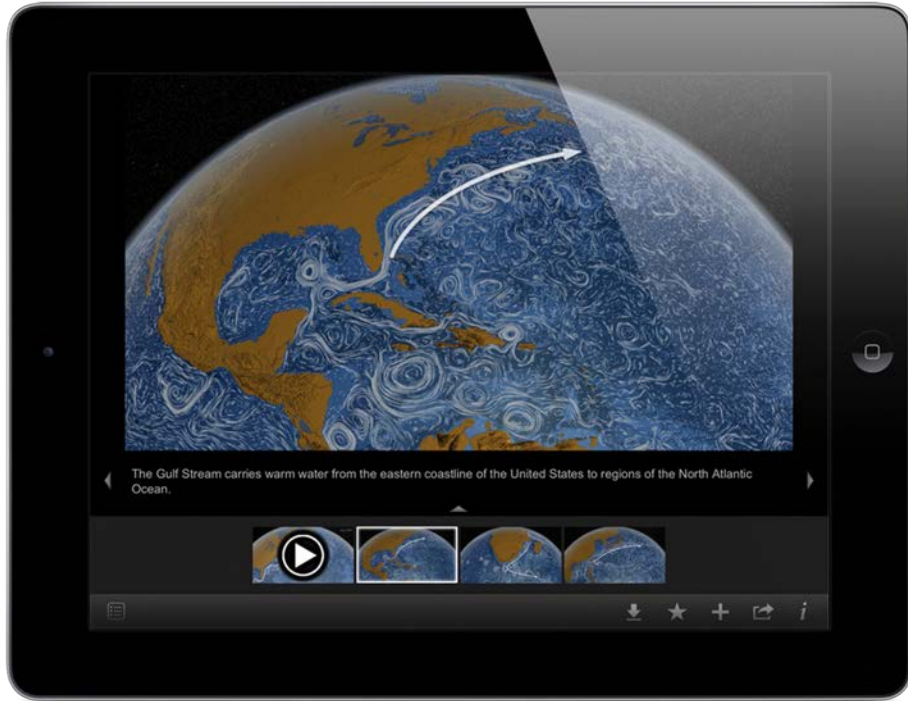 The Gulf Stream carries warm water from the eastern coastline of the United States to regions of the North Atlantic
Ocean.